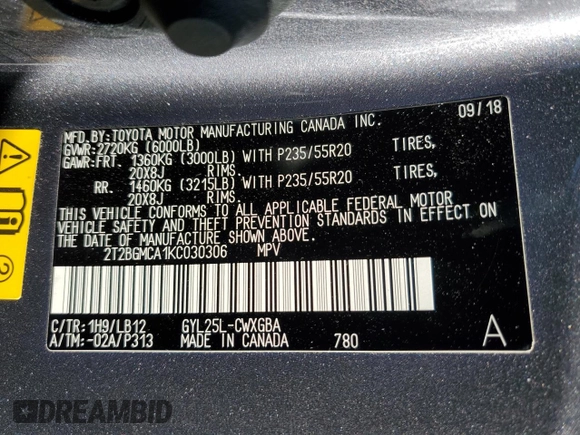 09/18
MFD.BY:TOYOTA MOTOR MANUFACTURING CANADA INC.
GVWR:2720KG (6000LB)
GAWR:FRT. 1360KG (3000LB) WITH P235/55R20 TIRES,
20X8J RIMS.
RR. 1460KG (3215LB) WITH P235/55R20 TIRES,
20X8J RIMS.
THIS VEHICLE CONFORMS TO ALL APPLICABLE FEDERAL MOTOR
VEHICLE SAFETY AND THEFT PREVENTION STANDARDS IN EFFECT
ON THE DATE OF MANUFACTURE SHOWN ABOVE.
2T2BGMCA1KC030306 MPV
C/TR: 1H9/LB12 GYL25L-CWXGBA
A/TM:-02A/P313 MADE IN CANADA 780 A
2
DREAMBID